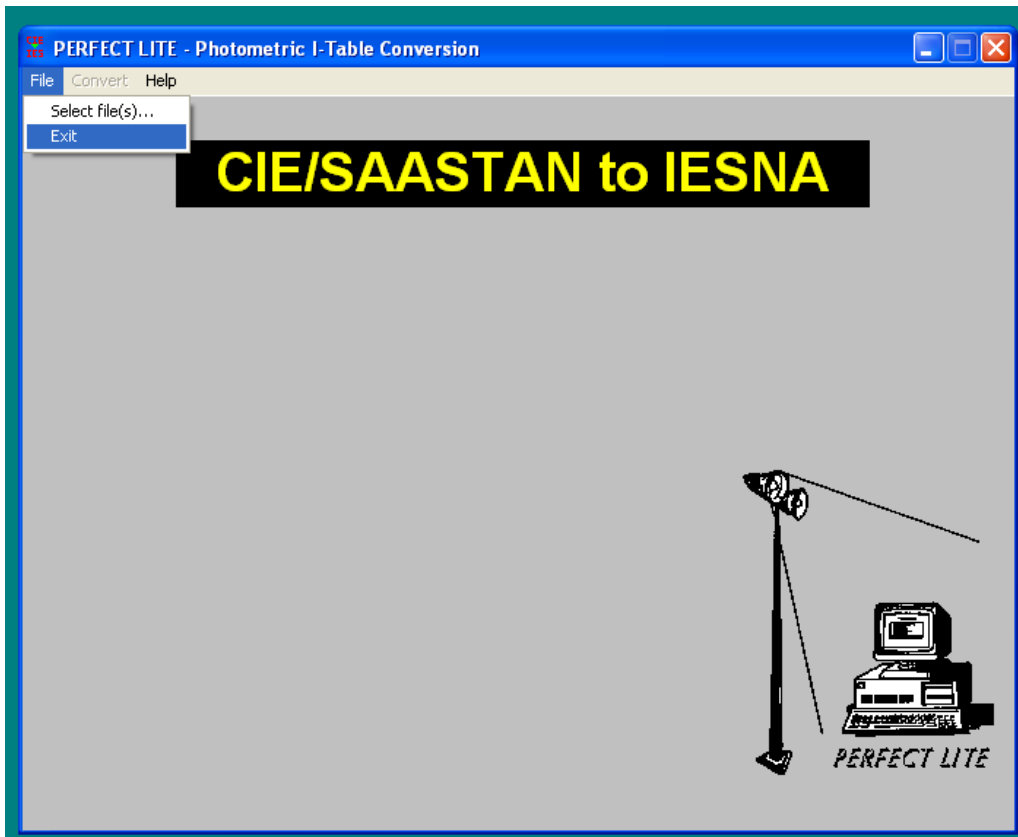 PERFECT LITE - Photometric I-Table Conversion
File Convert Help
Select file(s)...
Exit
CIE/SAASTAN to IESNA
PERFECT LITE